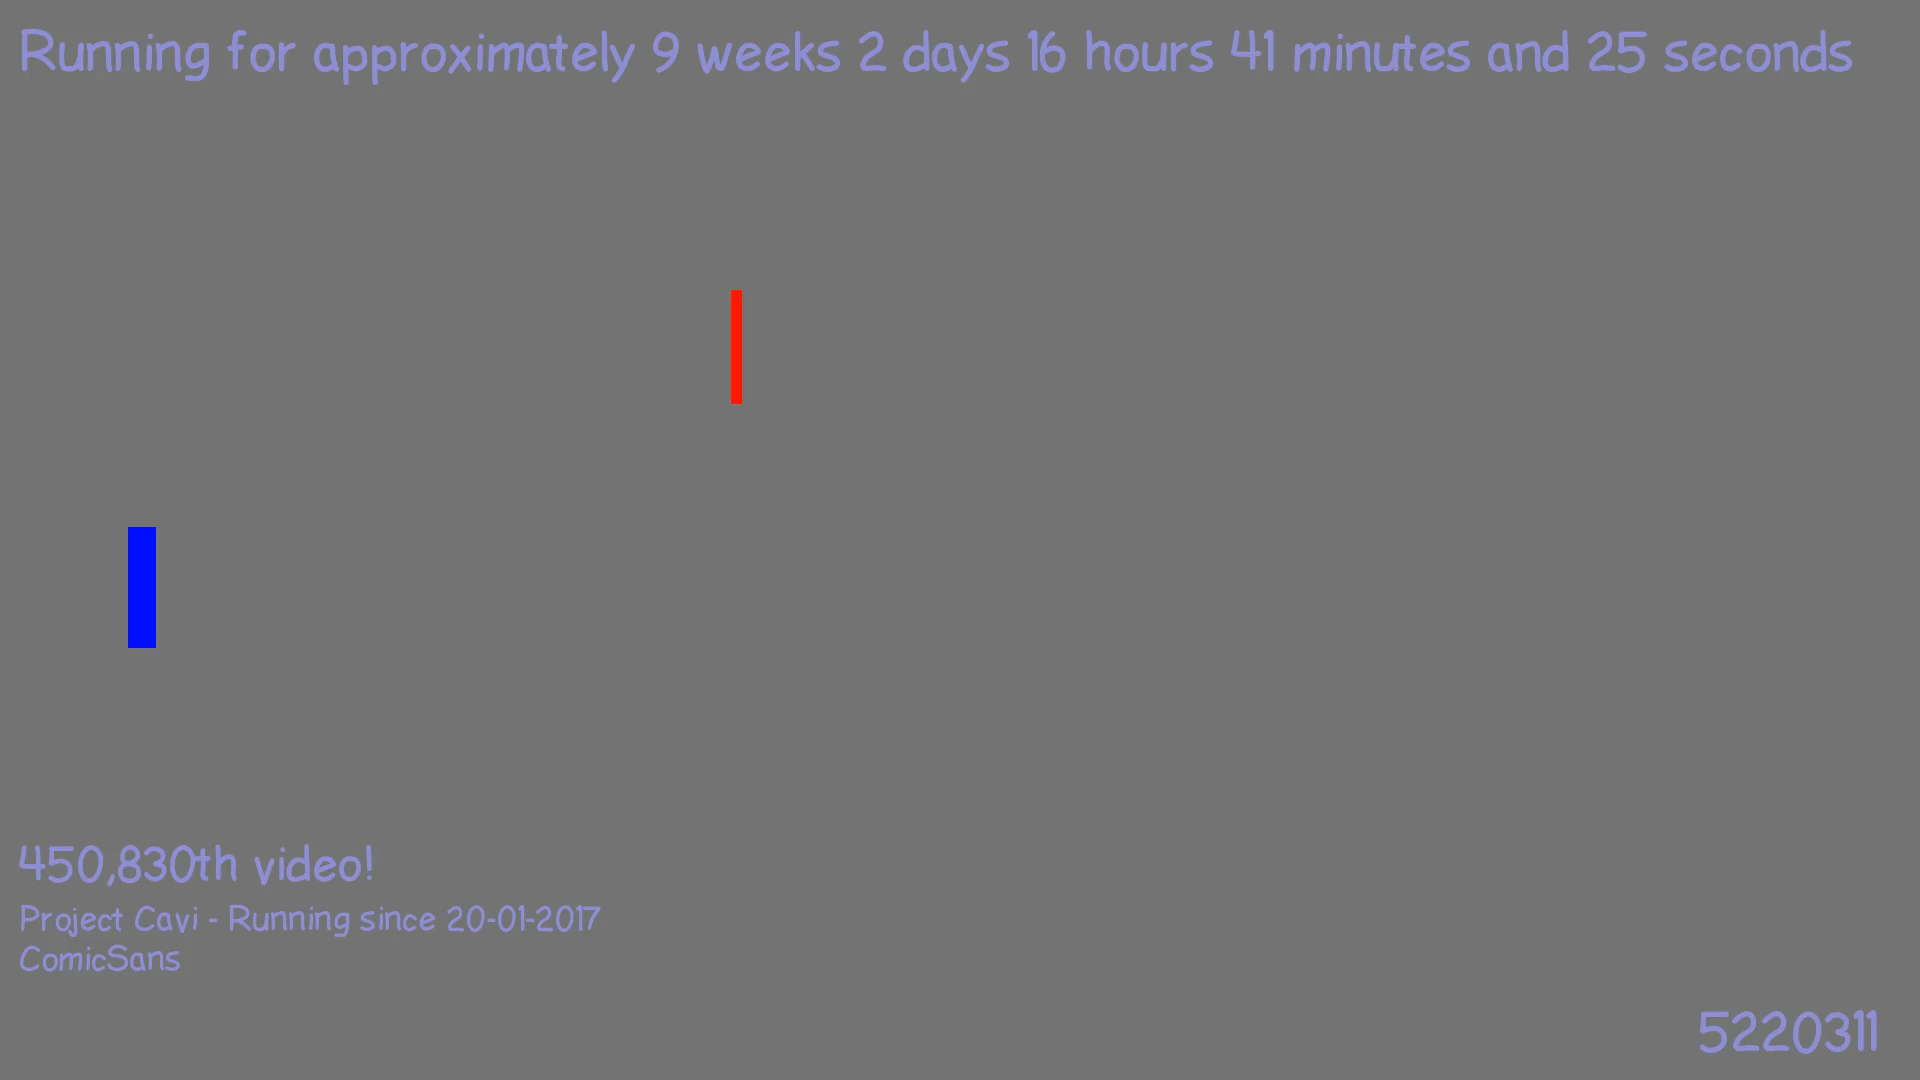 Running for approximately 9 weeks 2 days 16 hours 41 minutes and 25 seconds
450,830th video!
Project Cavi - Running since 20-01-2017
ComicSans
5220311